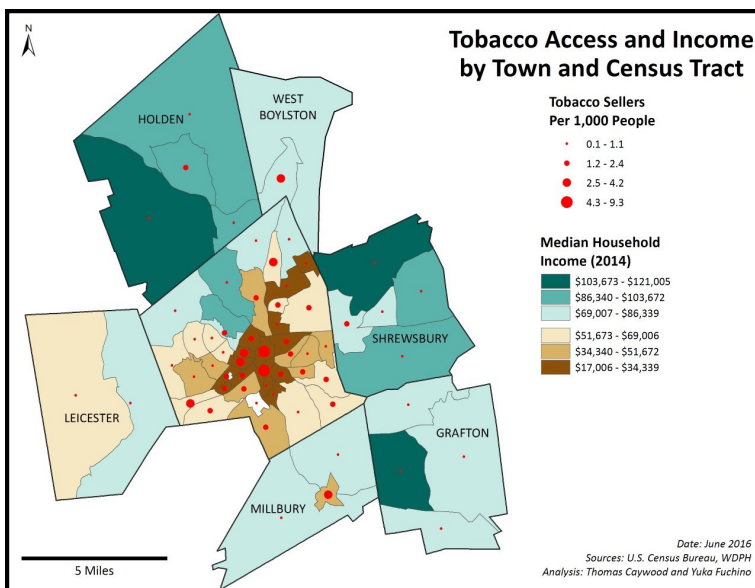 N
Tobacco Access and Income
by Town and Census Tract
Tobacco Sellers
Per 1,000 People
0.1 - 1.1
1.2 - 2.4
2.5 - 4.2
4.3 - 9.3
Median Household
Income (2014)
$103,673 - $121,005
$86,340 - $103,672
$69,007 - $86,339
$51,673 - $69,006
$34,340 - $51,672
$17,006 - $34,339
HOLDEN
WEST
BOYLSTON
SHREWSBURY
LEICESTER
GRAFTON
MILLBURY
5 Miles
Date: June 2016
Sources: U.S. Census Bureau, WDPH
Analysis: Thomas Caywood and Yuka Fuchino